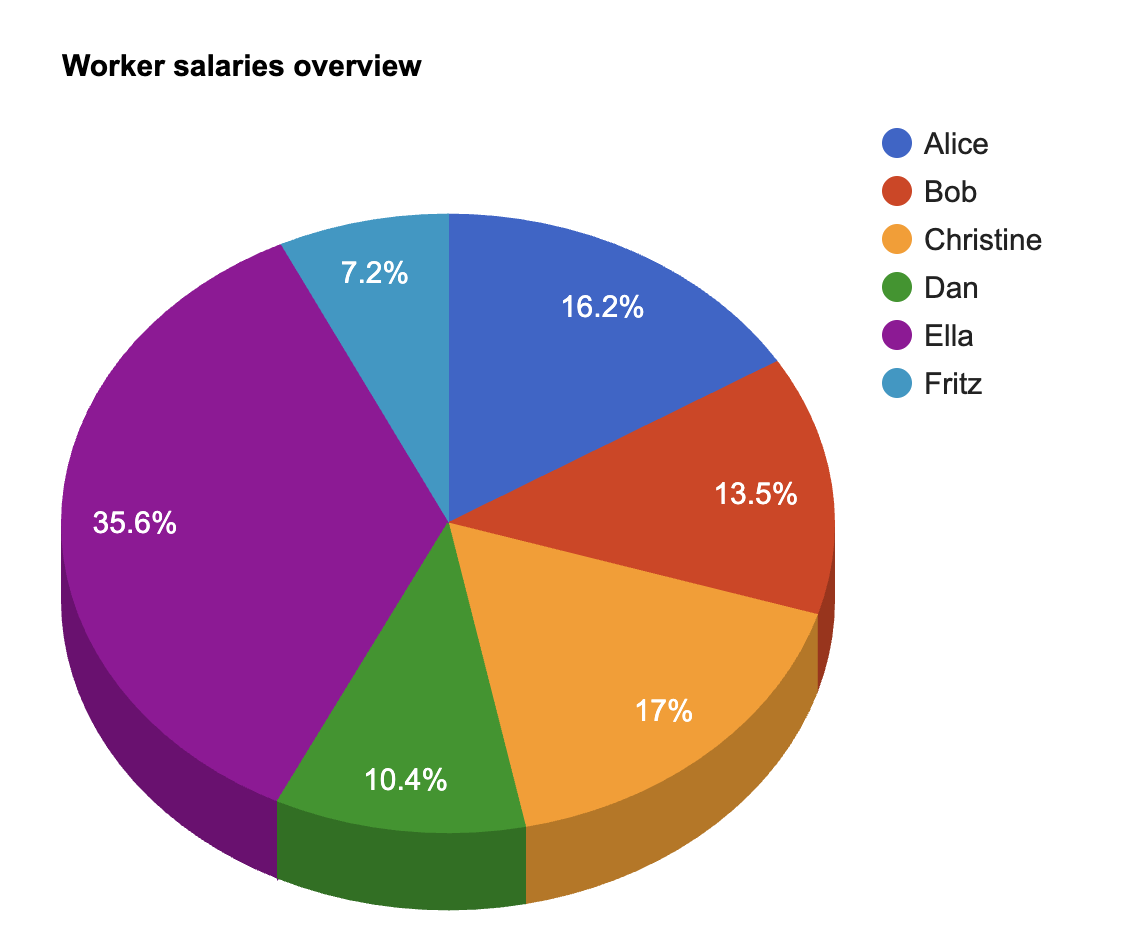 Worker salaries overview
Alice
Bob
Christine
Dan
Ella
Fritz
7.2%
16.2%
13.5%
35.6%
17%
10.4%